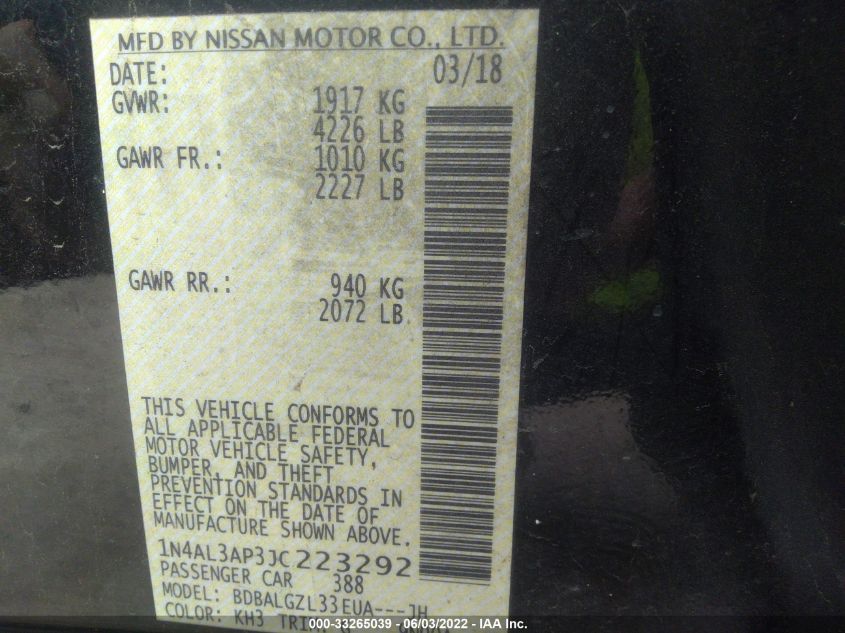 MFD BY NISSAN MOTOR CO., LTD.
DATE: 03/18
GVWR: 1917 KG
4226 LB
GAWR FR.: 1010 KG
2227 LB
GAWR RR.: 940 KG
2072 LB
THIS VEHICLE CONFORMS TO
ALL APPLICABLE FEDERAL
MOTOR VEHICLE SAFETY,
BUMPER, AND THEFT
PREVENTION STANDARDS IN
EFFECT ON THE DATE OF
MANUFACTURE SHOWN ABOVE.
1N4AL3AP3JC223292
PASSENGER CAR 388
MODEL: BDBALGZL33EUA---JH
COLOR: KH3 TRIM: G
000-33265039 - 06/03/2022 - IAA Inc.